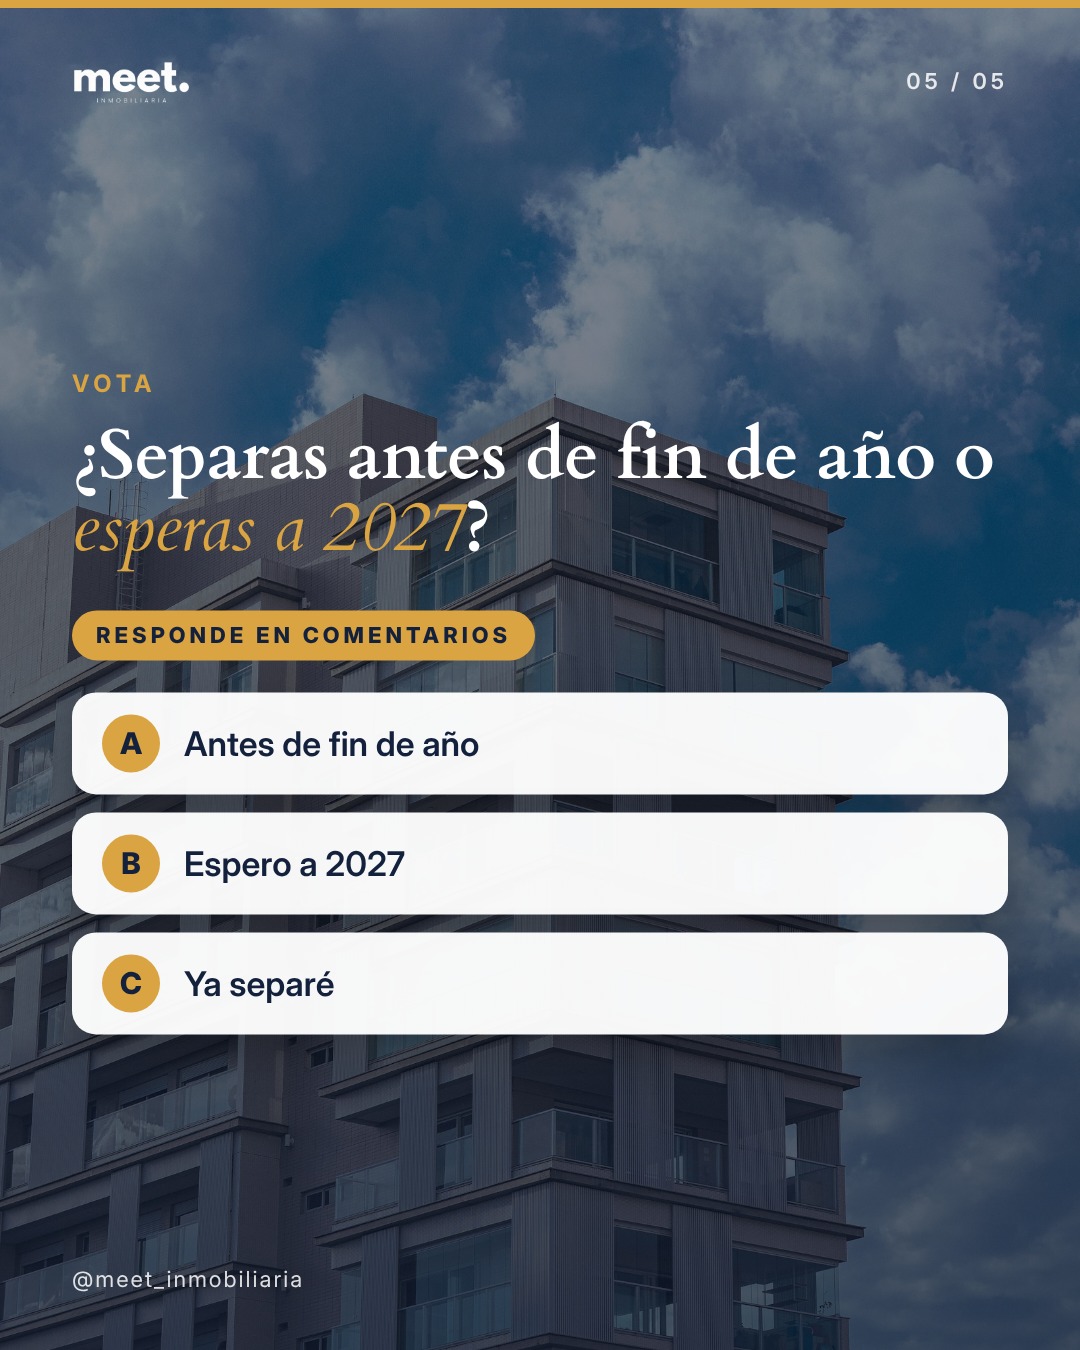 meet.
INMOBILIARIA
05 / 05
VOTA
¿Separas antes de fin de año o
esperas a 2027?
RESPONDE EN COMENTARIOS
A Antes de fin de año
B Espero a 2027
C Ya separé
@meet_inmobiliaria